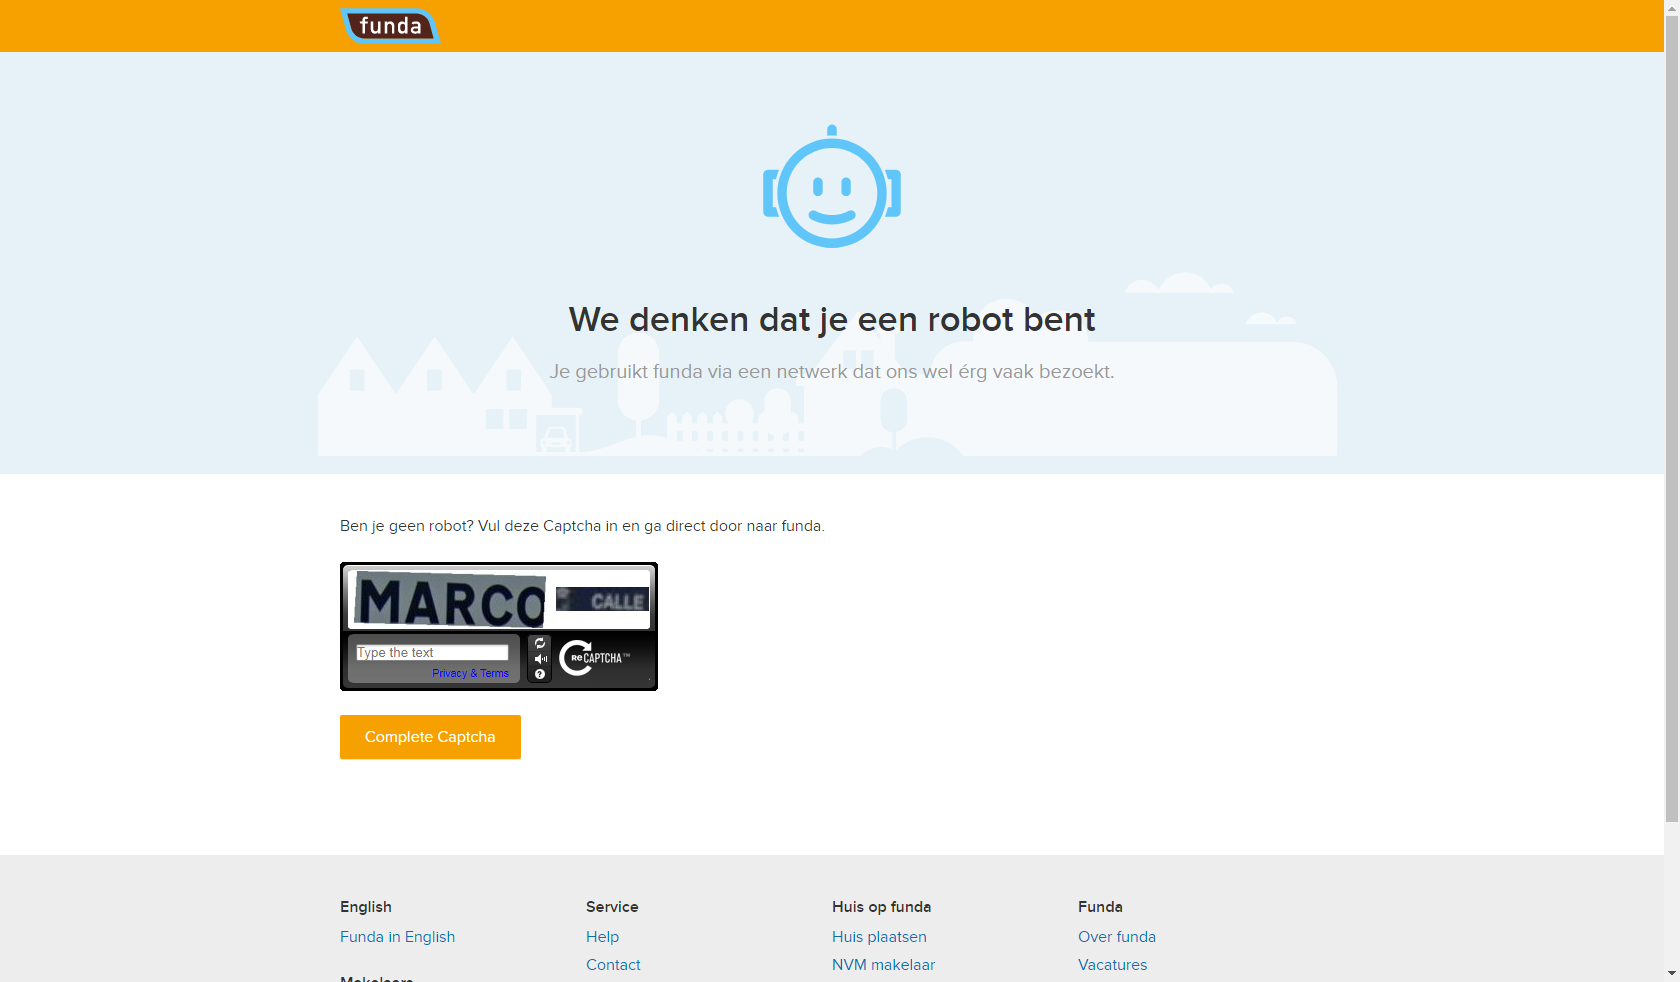 funda
We denken dat je een robot bent
Je gebruikt funda via een netwerk dat ons wel érg vaak bezoekt.
Ben je geen robot? Vul deze Captcha in en ga direct door naar funda.
MARCO CALLE
Type the text
Privacy & Terms
reCAPTCHA™
Complete Captcha
English
Funda in English
Makelaars
Service
Help
Contact
Huis op funda
Huis plaatsen
NVM makelaar
Funda
Over funda
Vacatures